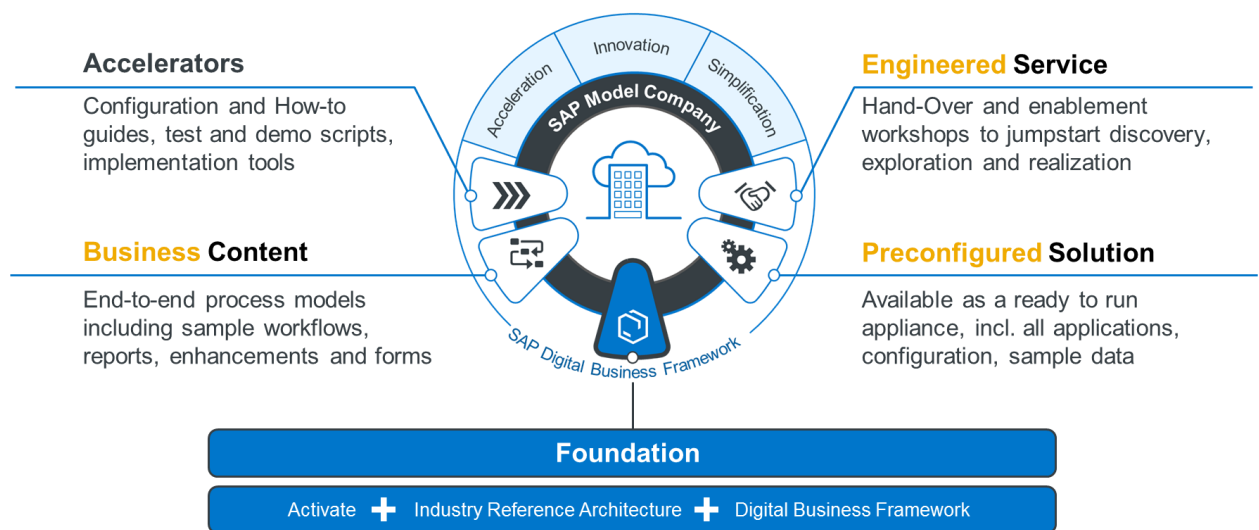 Accelerators
Configuration and How-to
guides, test and demo scripts,
implementation tools
Business Content
End-to-end process models
including sample workflows,
reports, enhancements and forms
Acceleration
Innovation
Simplification
SAP Model Company
SAP Digital Business Framework
Engineered Service
Hand-Over and enablement
workshops to jumpstart discovery,
exploration and realization
Preconfigured Solution
Available as a ready to run
appliance, incl. all applications,
configuration, sample data
Foundation
Activate + Industry Reference Architecture + Digital Business Framework